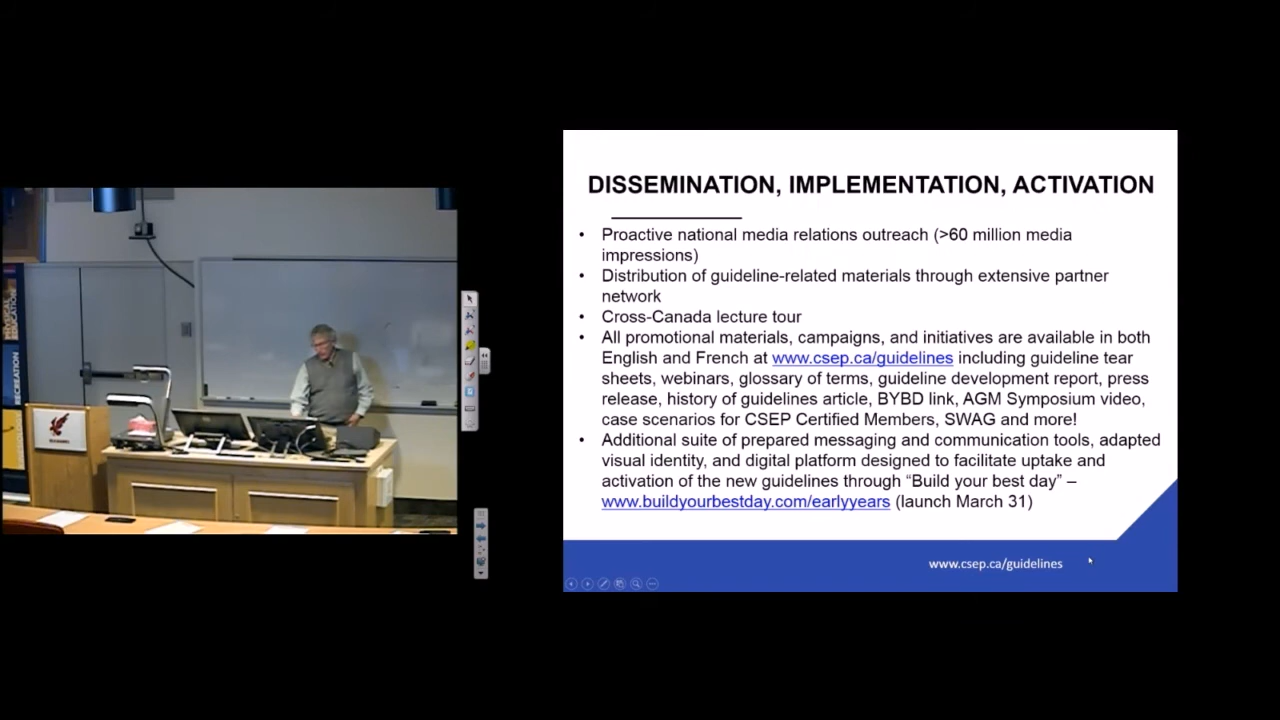 PHYSICAL
EDUCATION
RECREATION
DISSEMINATION, IMPLEMENTATION, ACTIVATION
• Proactive national media relations outreach (>60 million media
impressions)
• Distribution of guideline-related materials through extensive partner
network
• Cross-Canada lecture tour
• All promotional materials, campaigns, and initiatives are available in both
English and French at www.csep.ca/guidelines including guideline tear
sheets, webinars, glossary of terms, guideline development report, press
release, history of guidelines article, BYBD link, AGM Symposium video,
case scenarios for CSEP Certified Members, SWAG and more!
• Additional suite of prepared messaging and communication tools, adapted
visual identity, and digital platform designed to facilitate uptake and
activation of the new guidelines through “Build your best day” –
www.buildyourbestday.com/earlyyears (launch March 31)
www.csep.ca/guidelines